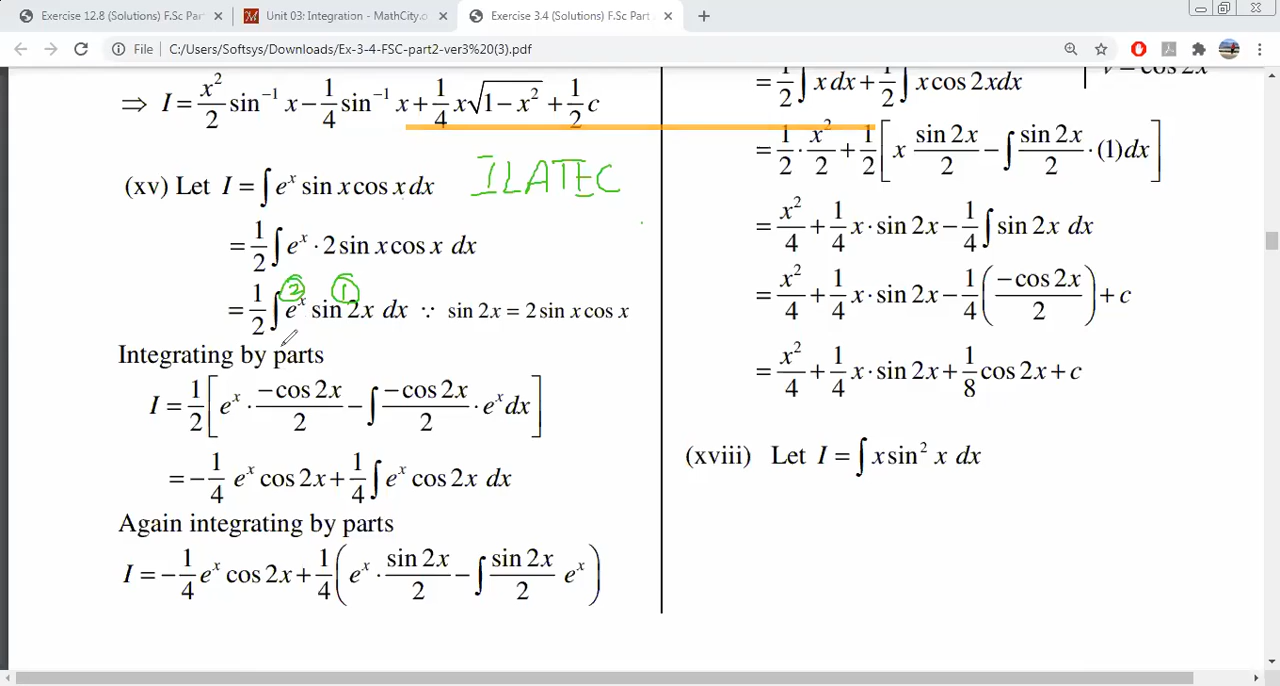 Exercise 12.8 (Solutions) F.Sc Part
Unit 03: Integration - MathCity.o
Exercise 3.4 (Solutions) F.Sc Part
File | C:/Users/Softsys/Downloads/Ex-3-4-FSC-part2-ver3%20(3).pdf
⇒ I = x²/2 sin⁻¹ x − 1/4 sin⁻¹ x + 1/4 x√(1−x²) + 1/2 c
(xv) Let I = ∫ eˣ sin x cos x dx
ILATEC
= 1/2 ∫ eˣ · 2 sin x cos x dx
② ①
= 1/2 ∫ eˣ sin 2x dx ∵ sin 2x = 2 sin x cos x
Integrating by parts
I = 1/2 [ eˣ · −cos 2x/2 − ∫ −cos 2x/2 · eˣ dx ]
= −1/4 eˣ cos 2x + 1/4 ∫ eˣ cos 2x dx
Again integrating by parts
I = −1/4 eˣ cos 2x + 1/4 ( eˣ · sin 2x/2 − ∫ sin 2x/2 eˣ )
= 1/2 ∫ x dx + 1/2 ∫ x cos 2x dx
v = cos 2x
= 1/2 · x²/2 + 1/2 [ x sin 2x/2 − ∫ sin 2x/2 · (1) dx ]
= x²/4 + 1/4 x · sin 2x − 1/4 ∫ sin 2x dx
= x²/4 + 1/4 x · sin 2x − 1/4 ( −cos 2x/2 ) + c
= x²/4 + 1/4 x · sin 2x + 1/8 cos 2x + c
(xviii) Let I = ∫ x sin² x dx